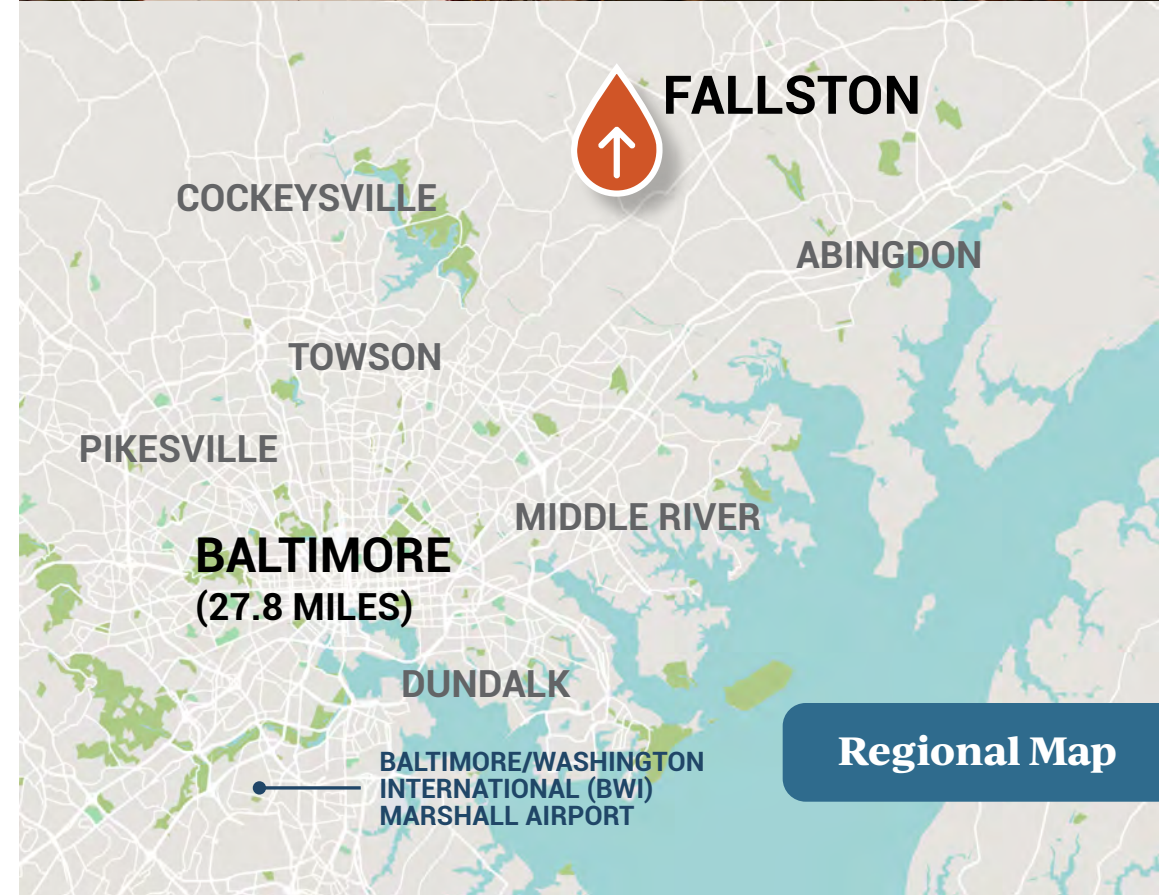 FALLSTON
COCKEYSVILLE
ABINGDON
TOWSON
PIKESVILLE
MIDDLE RIVER
BALTIMORE
(27.8 MILES)
DUNDALK
BALTIMORE/WASHINGTON
INTERNATIONAL (BWI)
MARSHALL AIRPORT
Regional Map